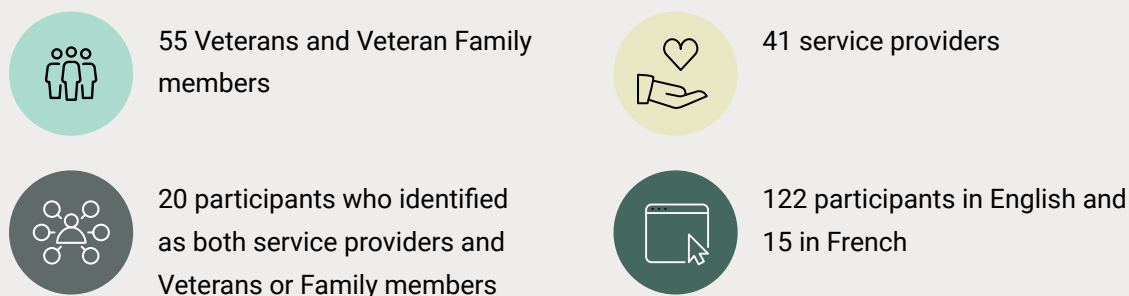 55 Veterans and Veteran Family
members
41 service providers
20 participants who identified
as both service providers and
Veterans or Family members
122 participants in English and
15 in French